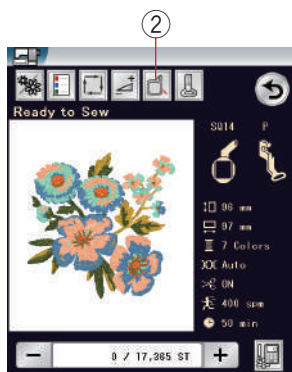 2
Ready to Sew
SQ14 P
96 mm
97 mm
7 Colors
Auto
ON
400 spm
50 min
− 0 / 17,365 ST +